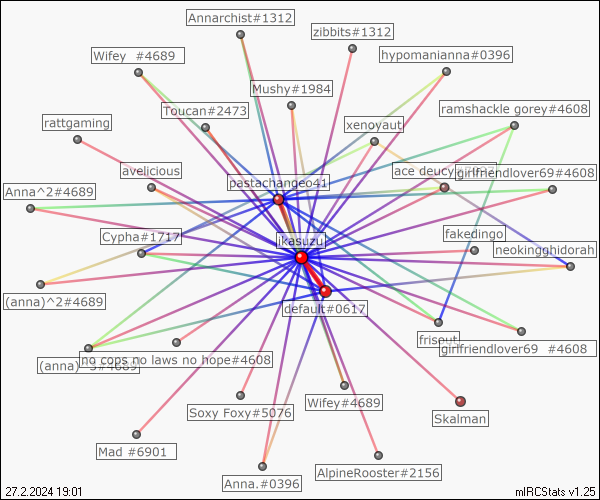 Annarchist#1312
zibbits#1312
Wifey  #4689
hypomanianna#0396
Mushy#1984
Toucan#2473
ramshackle gorey#4608
rattgaming
xenoyaut
avelicious
ace deucy
girlfriendlover69#4608
pastachangeo41
Anna^2#4689
jkasuzu
fakedingo
Cypha#1717
neokingghidorah
(anna)^2#4689
default#0617
frisout
girlfriendlover69  #4608
no cops no laws no hope#4608
(anna)^3#4689
Wifey#4689
Soxy Foxy#5076
Skalman
Mad #6901
AlpineRooster#2156
Anna.#0396
27.2.2024 19:01
mIRCStats v1.25